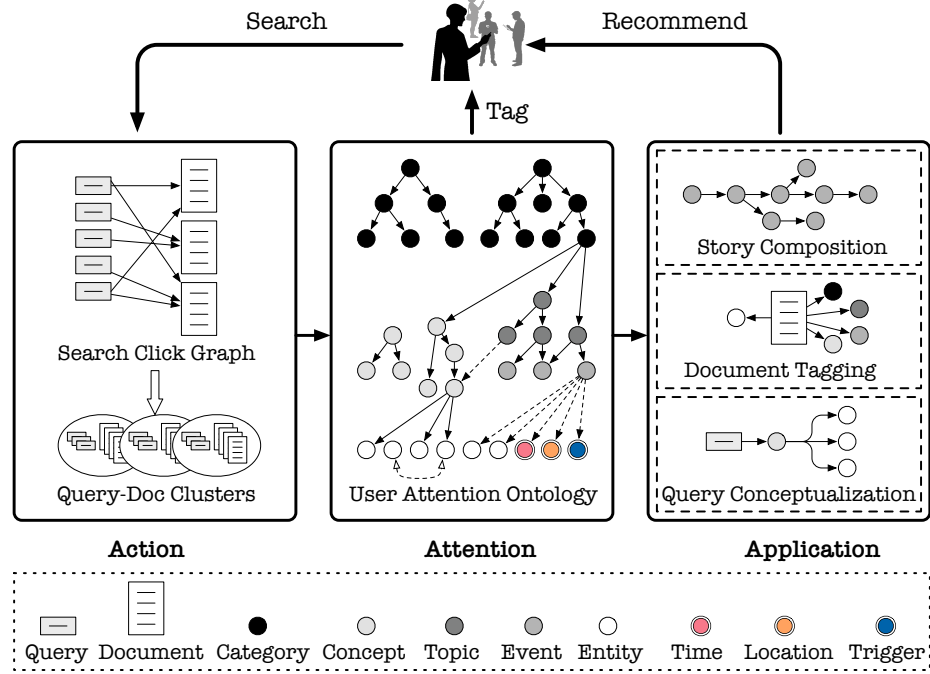 Search
Recommend
Tag
Search Click Graph
Query-Doc Clusters
User Attention Ontology
Story Composition
Document Tagging
Query Conceptualization
Action
Attention
Application
Query
Document
Category
Concept
Topic
Event
Entity
Time
Location
Trigger